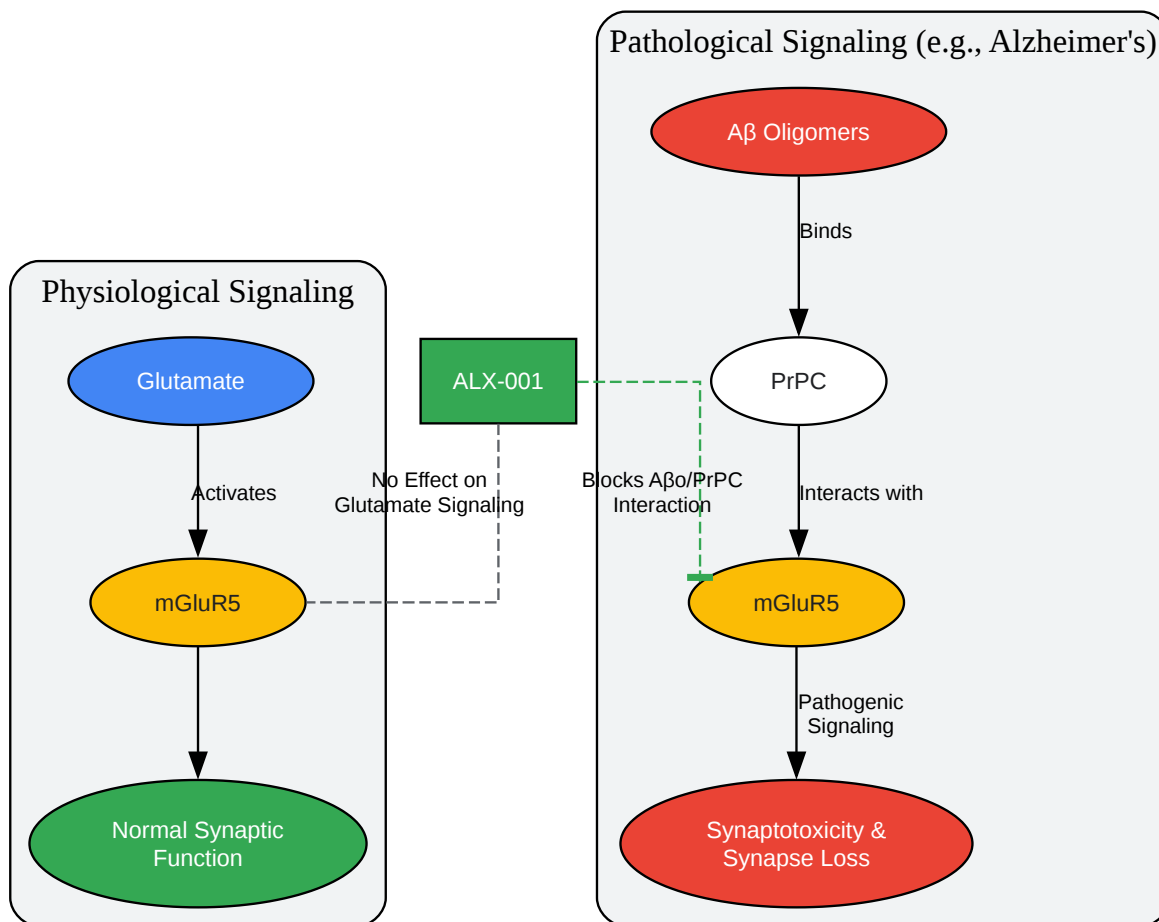 Pathological Signaling (e.g., Alzheimer's)
Aβ Oligomers
Binds
Physiological Signaling
Glutamate
ALX-001
PrPC
Activates
No Effect on
Glutamate Signaling
Blocks Aβo/PrPC
Interaction
Interacts with
mGluR5
mGluR5
Pathogenic
Signaling
Normal Synaptic
Function
Synaptotoxicity &
Synapse Loss